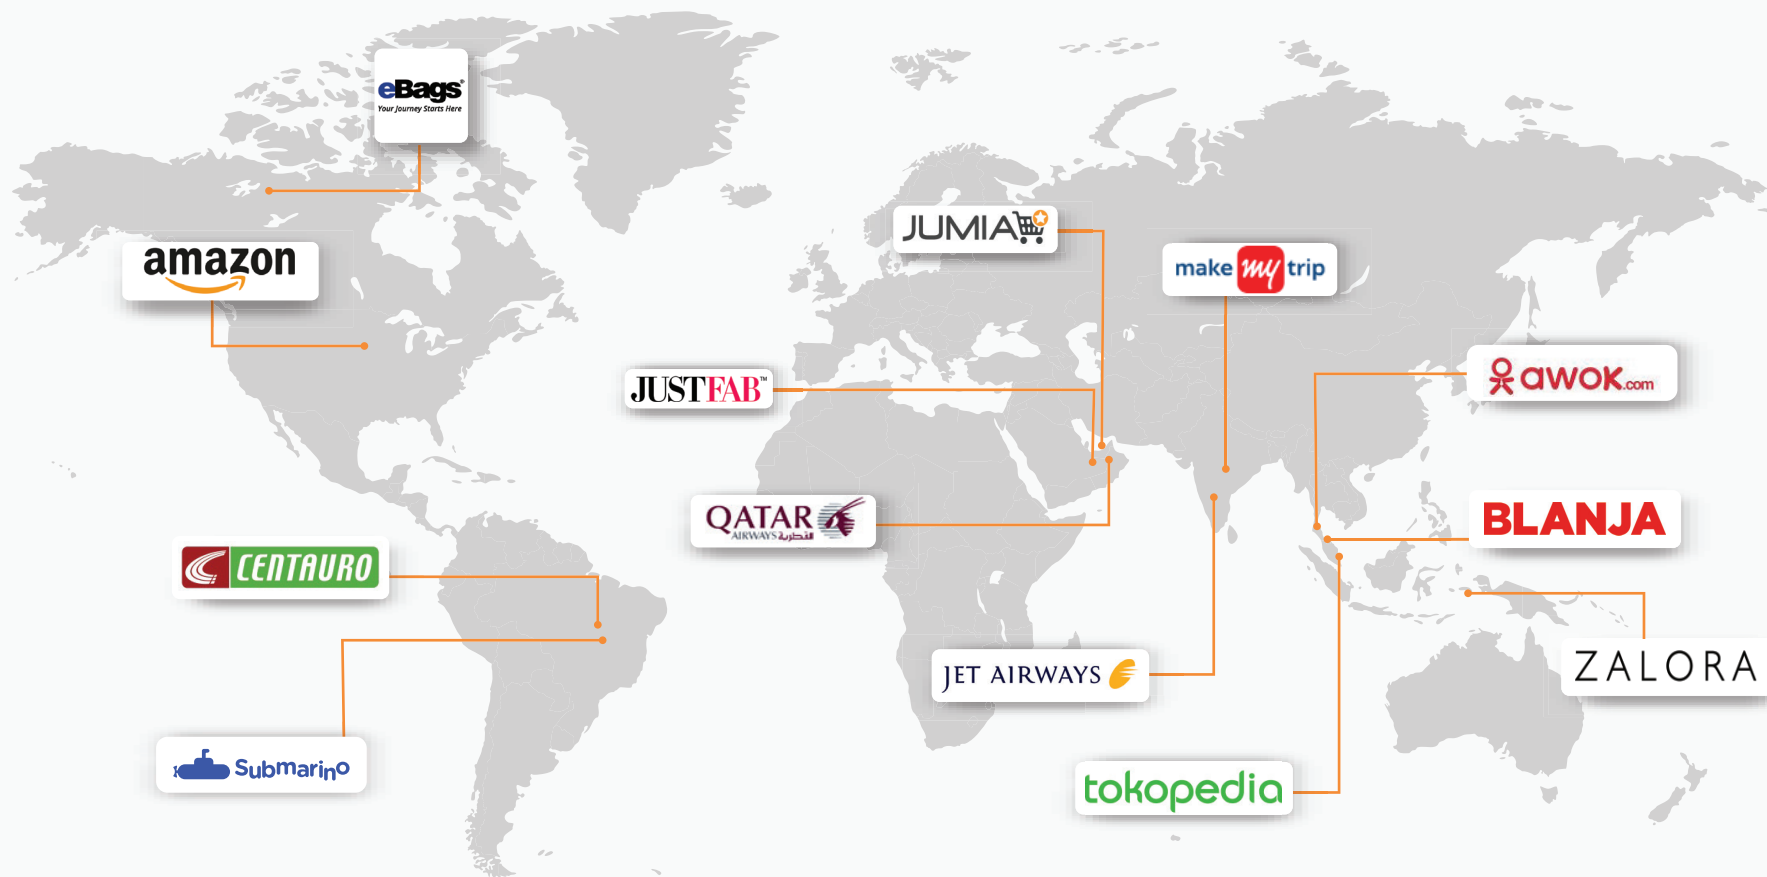 eBags®
Your Journey Starts Here
amazon
JUMIA
make my trip
JUSTFAB™
awok.com
QATAR
AIRWAYS القطرية
BLANJA
CENTAURO
ZALORA
JET AIRWAYS
Submarino
tokopedia